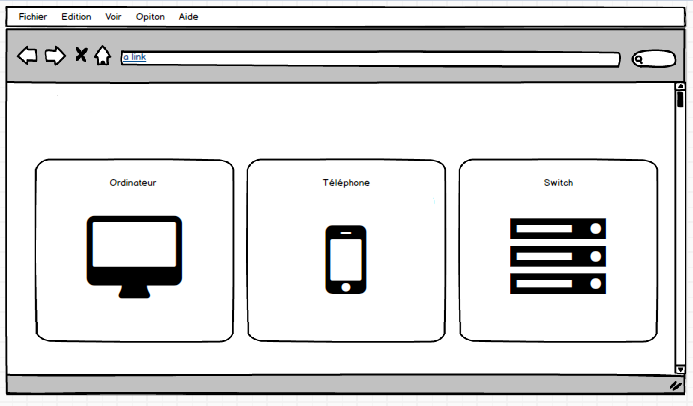 Fichier Edition Voir Opiton Aide
a link
Ordinateur Téléphone Switch